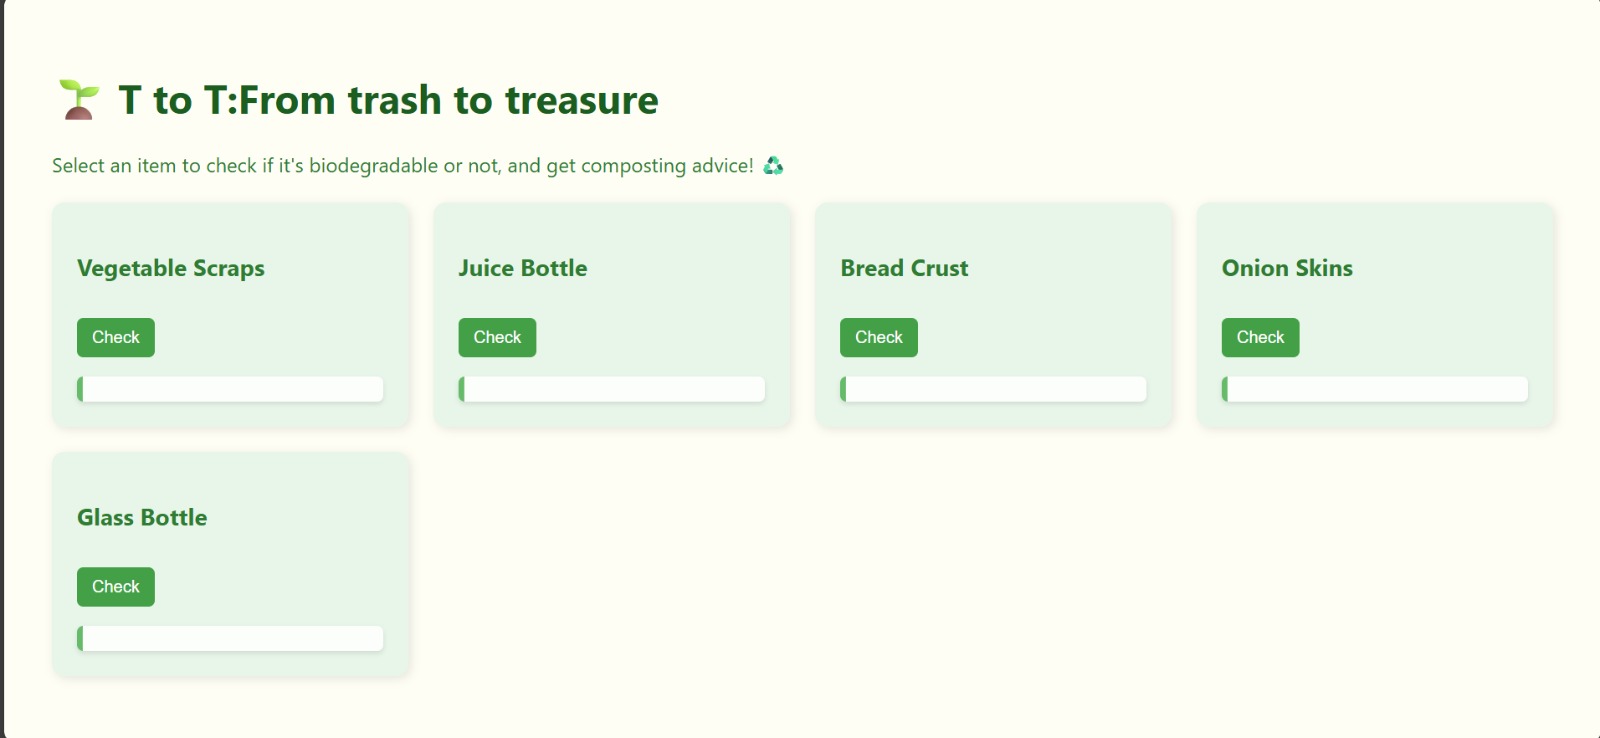 🌱 T to T:From trash to treasure
Select an item to check if it's biodegradable or not, and get composting advice! ♻️
Vegetable Scraps
Juice Bottle
Bread Crust
Onion Skins
Check
Check
Check
Check
Glass Bottle
Check